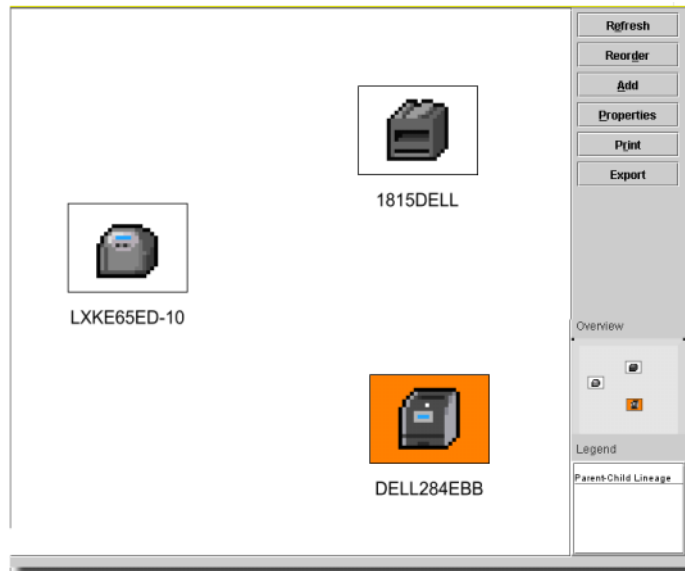 Refresh
Reorder
Add
Properties
Print
Export
1815DELL
LXKE65ED-10
DELL284EBB
Overview
Legend
Parent-Child Lineage